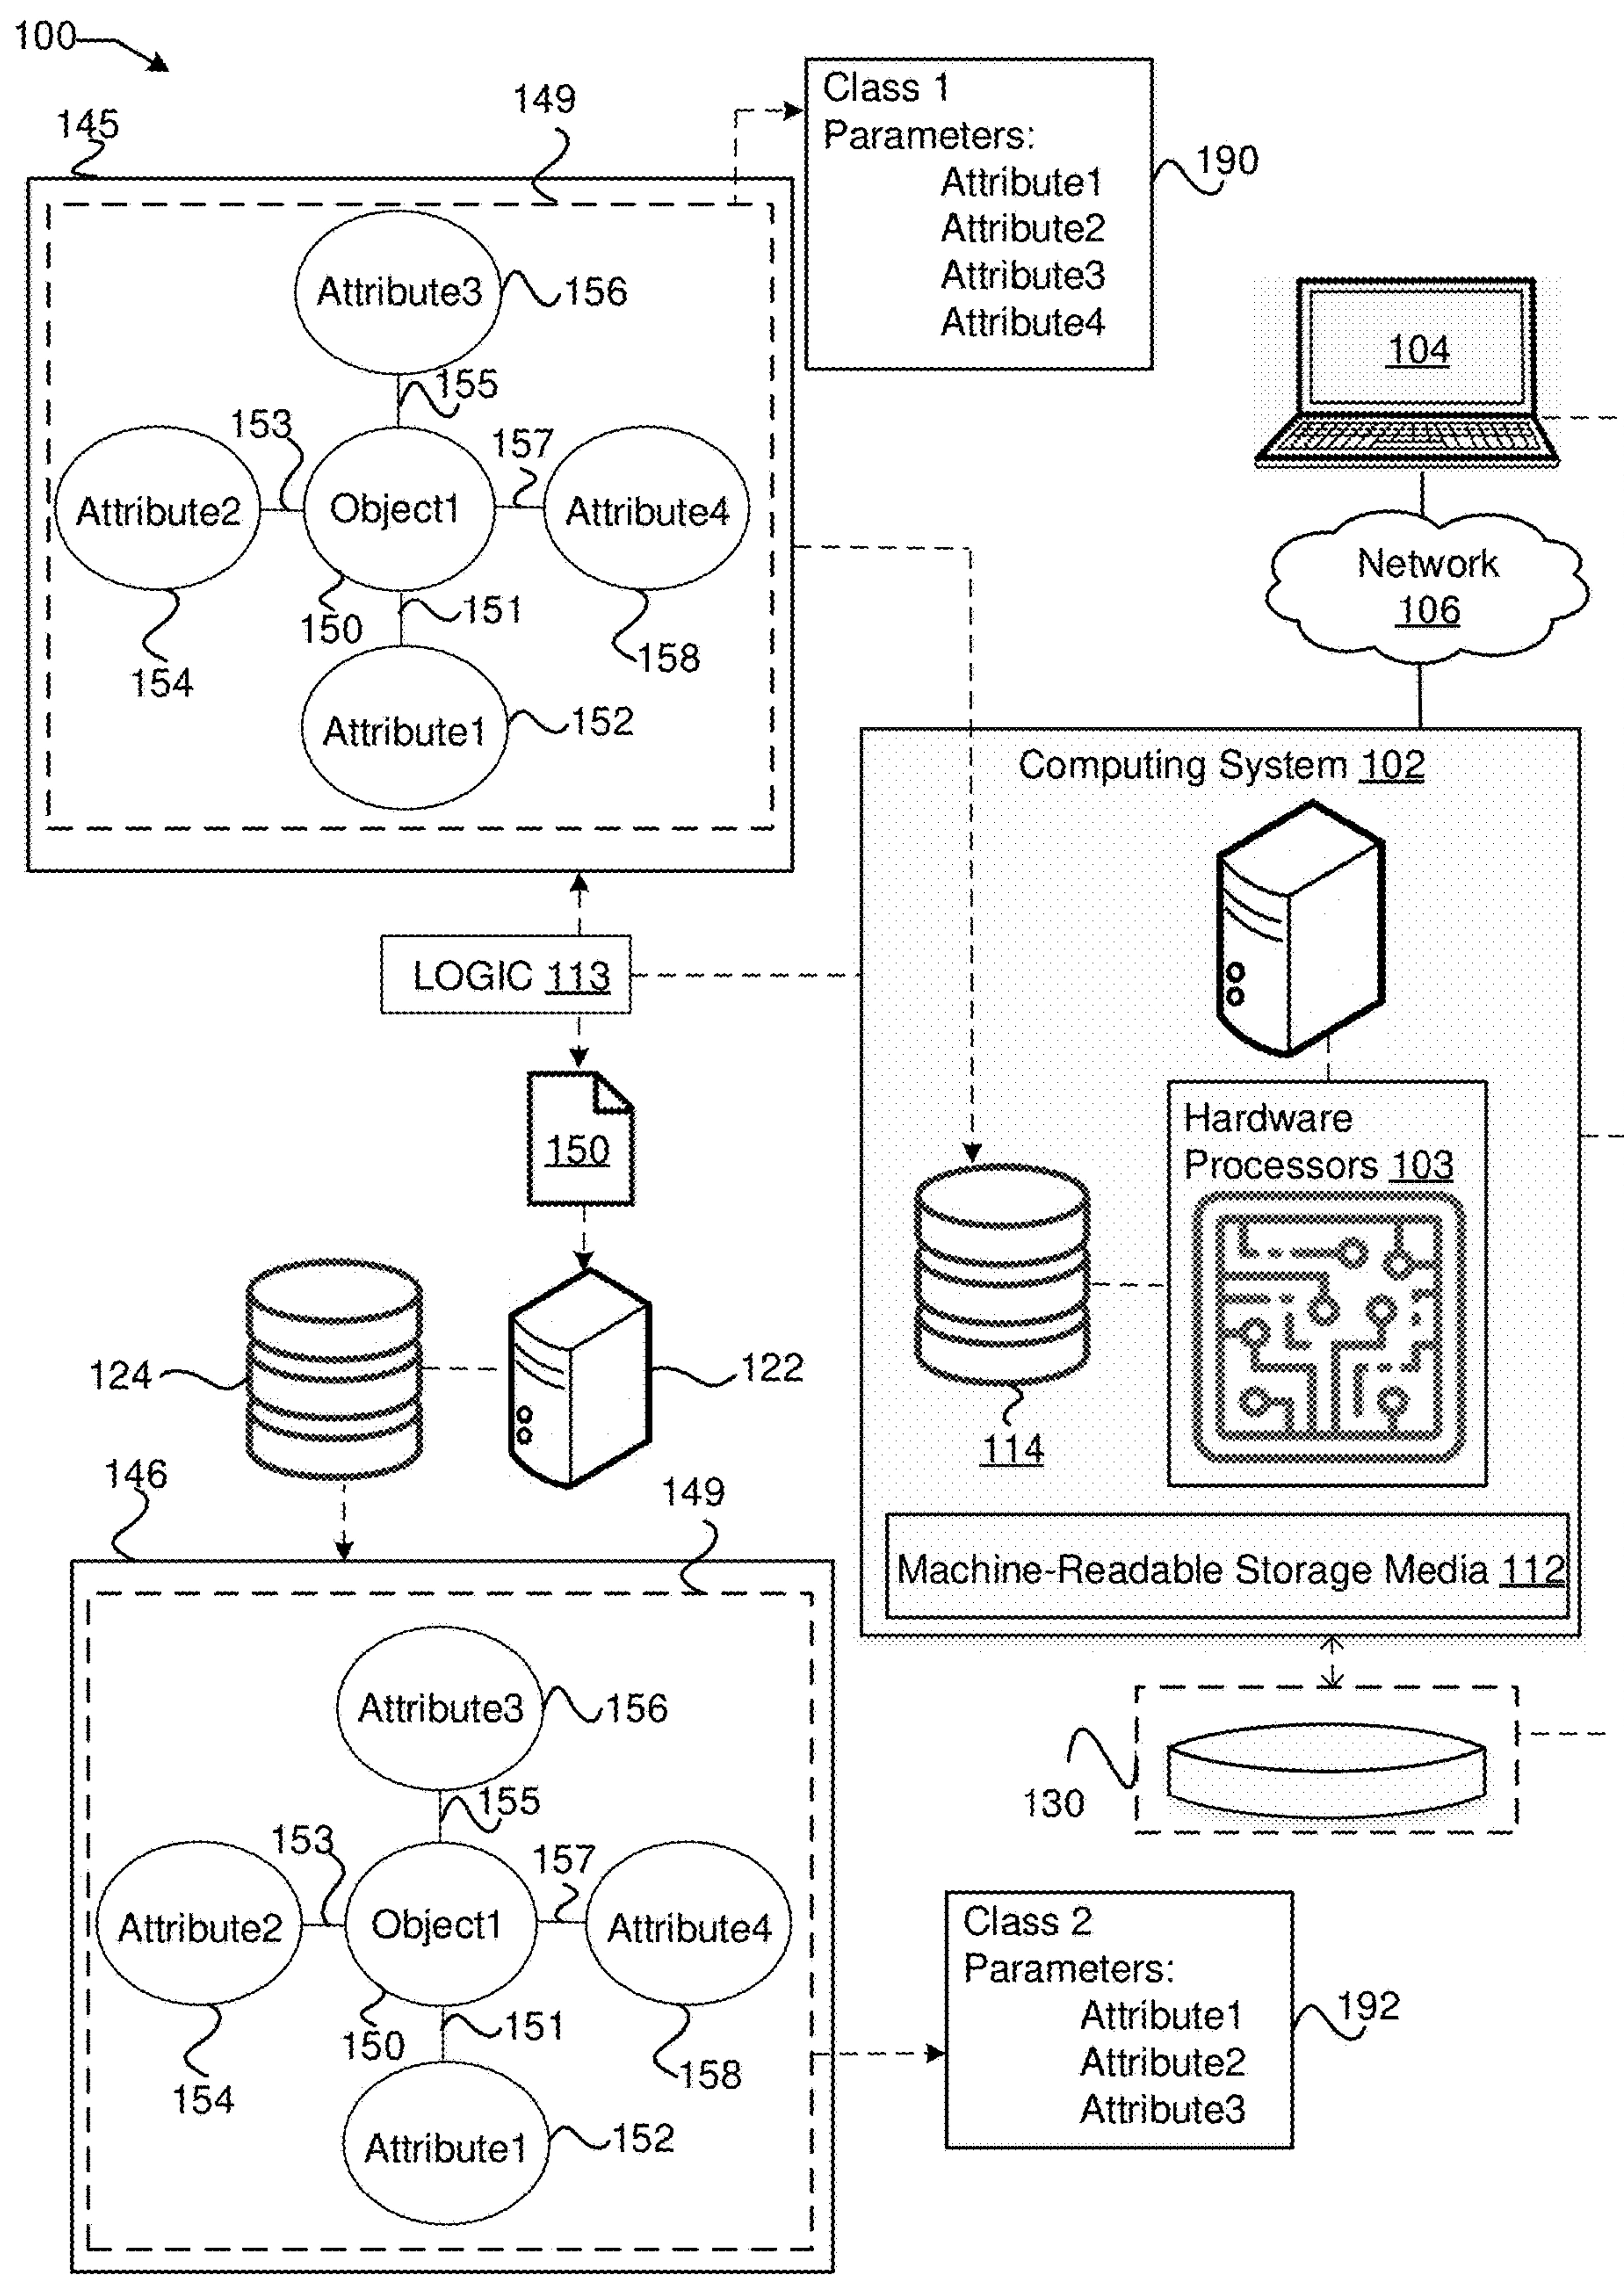 100
145
149
Class 1
Parameters:
Attribute1
Attribute2
Attribute3
Attribute4
190
Attribute3
156
155
153
157
Attribute2
Object1
Attribute4
150
151
154
158
Attribute1
152
104
Network
106
Computing System 102
LOGIC 113
150
Hardware
Processors 103
124
122
114
Machine-Readable Storage Media 112
130
146
149
Attribute3
156
155
153
157
Attribute2
Object1
Attribute4
150
151
154
158
Attribute1
152
Class 2
Parameters:
Attribute1
Attribute2
Attribute3
192